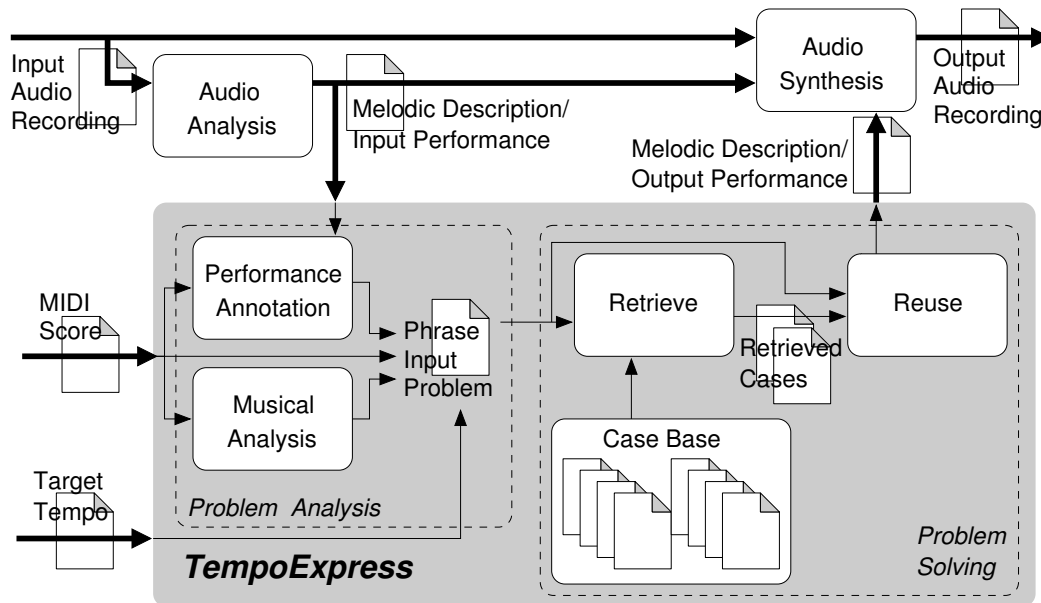 Input
Audio
Recording
Audio
Analysis
Melodic Description/
Input Performance
Audio
Synthesis
Output
Audio
Recording
Melodic Description/
Output Performance
MIDI
Score
Performance
Annotation
Musical
Analysis
Phrase
Input
Problem
Target
Tempo
Problem Analysis
TempoExpress
Retrieve
Retrieved
Cases
Reuse
Case Base
Problem
Solving